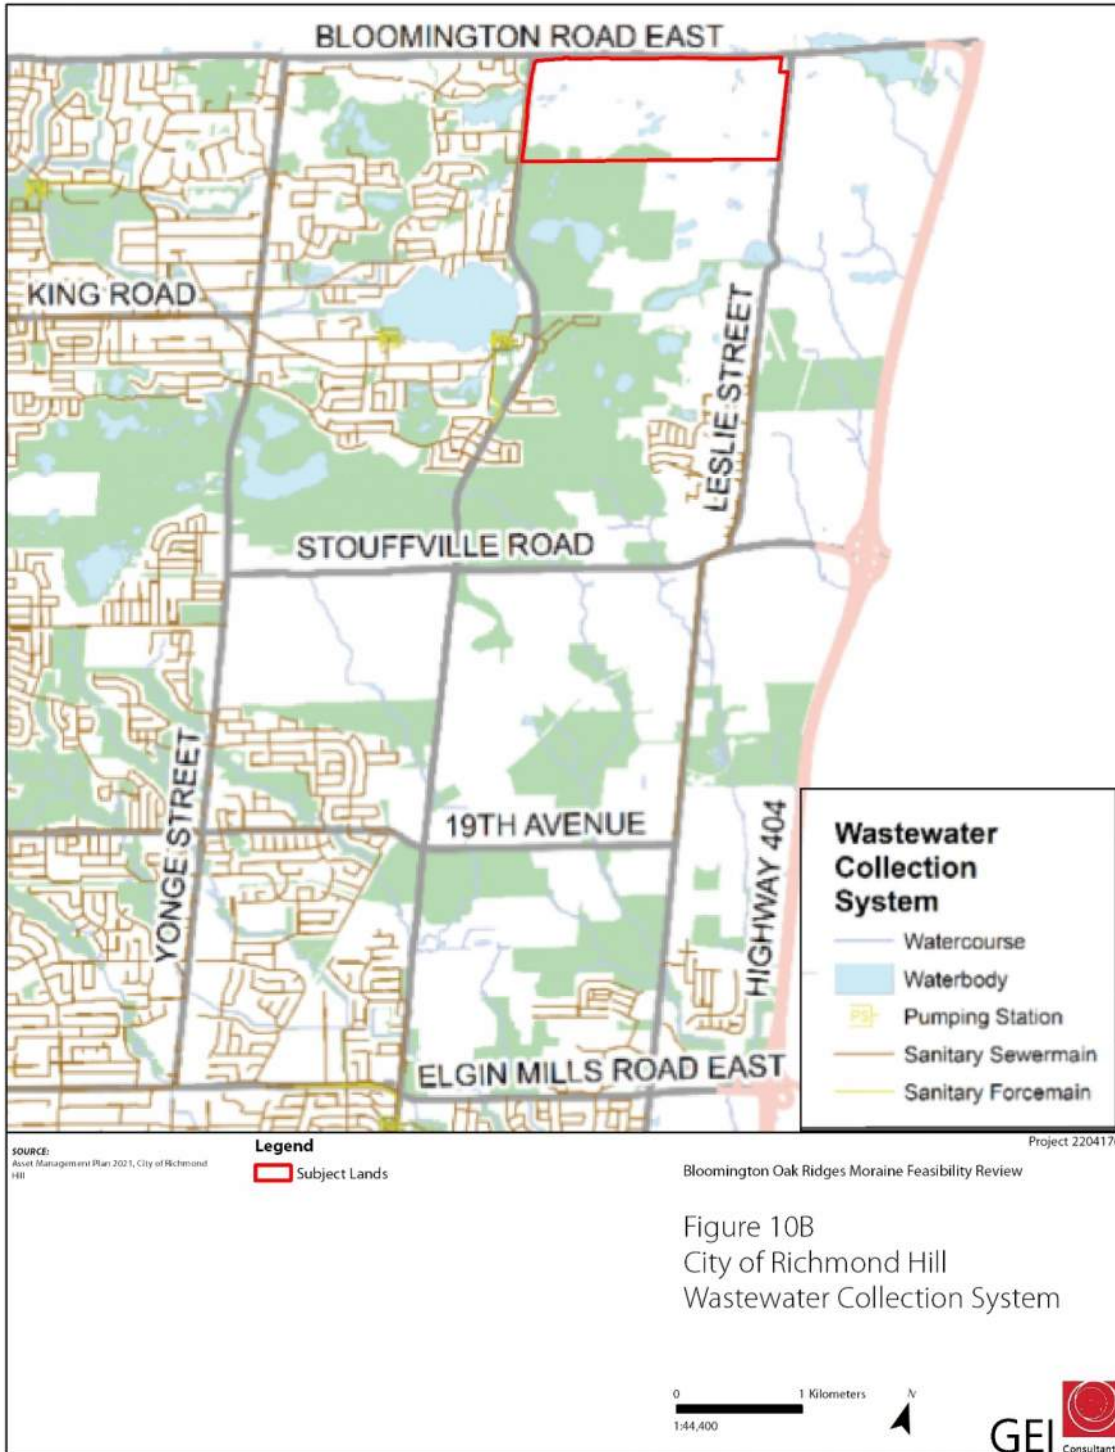 BLOOMINGTON ROAD EAST
KING ROAD
LESLIE STREET
STOUFFVILLE ROAD
YONGE STREET
19TH AVENUE
HIGHWAY 404
ELGIN MILLS ROAD EAST
Wastewater
Collection
System
Watercourse
Waterbody
PS
Pumping Station
Sanitary Sewermain
Sanitary Forcemain
SOURCE:
Asset Management Plan 2021, City of Richmond
Hill
Legend
Subject Lands
Project 220417
Bloomington Oak Ridges Moraine Feasibility Review
Figure 10B
City of Richmond Hill
Wastewater Collection System
0 1 Kilometers
1:44,400
N
GEI
Consultant